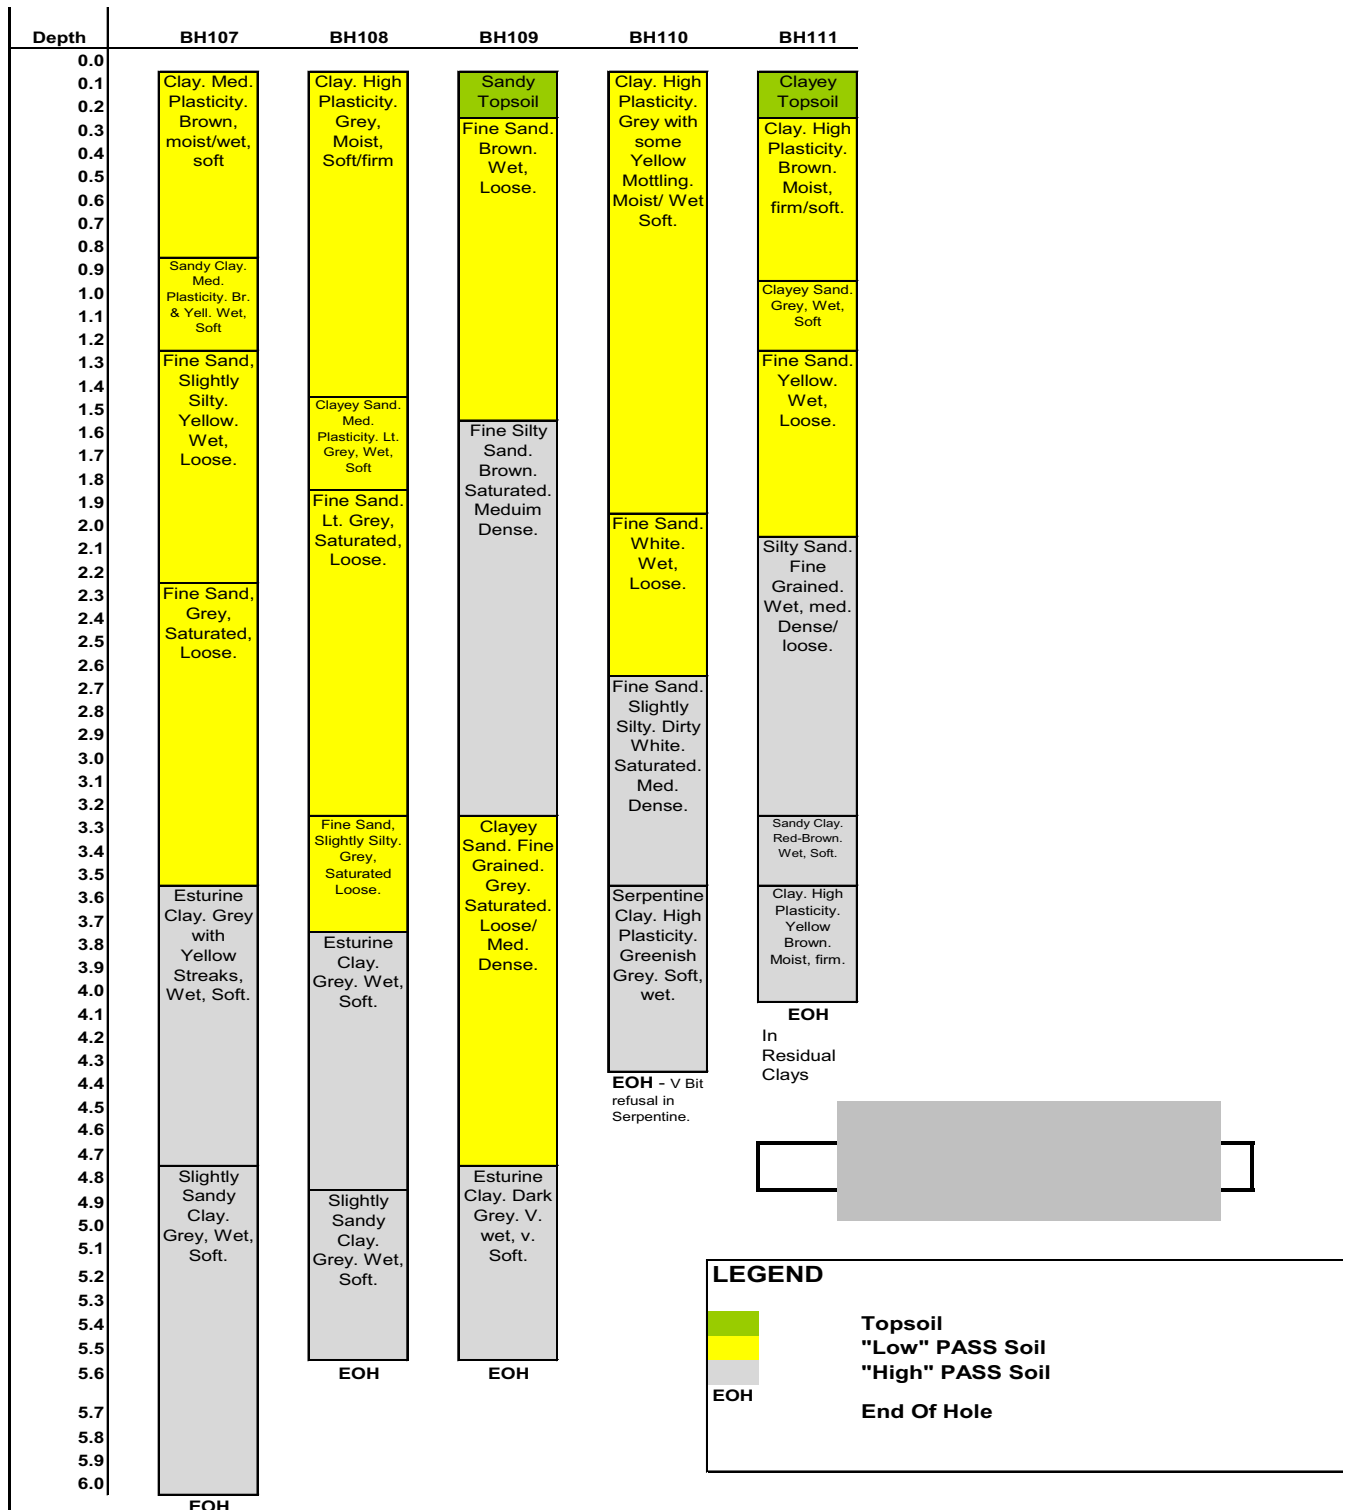 Depth BH107 BH108 BH109 BH110 BH111
0.0
0.1
0.2
0.3
0.4
0.5
0.6
0.7
0.8
0.9
1.0
1.1
1.2
1.3
1.4
1.5
1.6
1.7
1.8
1.9
2.0
2.1
2.2
2.3
2.4
2.5
2.6
2.7
2.8
2.9
3.0
3.1
3.2
3.3
3.4
3.5
3.6
3.7
3.8
3.9
4.0
4.1
4.2
4.3
4.4
4.5
4.6
4.7
4.8
4.9
5.0
5.1
5.2
5.3
5.4
5.5
5.6
5.7
5.8
5.9
6.0
Clay. Med.
Plasticity.
Brown,
moist/wet,
soft
Sandy Clay.
Med.
Plasticity. Br.
& Yell. Wet,
Soft
Fine Sand,
Slightly
Silty.
Yellow.
Wet,
Loose.
Fine Sand,
Grey,
Saturated,
Loose.
Esturine
Clay. Grey
with
Yellow
Streaks,
Wet, Soft.
Slightly
Sandy
Clay.
Grey, Wet,
Soft.
EOH
Clay. High
Plasticity.
Grey,
Moist,
Soft/firm
Clayey Sand.
Med.
Plasticity. Lt.
Grey, Wet,
Soft
Fine Sand.
Lt. Grey,
Saturated,
Loose.
Fine Sand,
Slightly Silty.
Grey,
Saturated
Loose.
Esturine
Clay.
Grey. Wet,
Soft.
Slightly
Sandy
Clay.
Grey. Wet,
Soft.
EOH
Sandy
Topsoil
Fine Sand.
Brown.
Wet,
Loose.
Fine Silty
Sand.
Brown.
Saturated.
Meduim
Dense.
Clayey
Sand. Fine
Grained.
Grey.
Saturated.
Loose/
Med.
Dense.
Esturine
Clay. Dark
Grey. V.
wet, v.
Soft.
EOH
Clay. High
Plasticity.
Grey with
some
Yellow
Mottling.
Moist/ Wet
Soft.
Fine Sand.
White.
Wet,
Loose.
Fine Sand.
Slightly
Silty. Dirty
White.
Saturated.
Med.
Dense.
Serpentine
Clay. High
Plasticity.
Greenish
Grey. Soft,
wet.
EOH - V Bit
refusal in
Serpentine.
Clayey
Topsoil
Clay. High
Plasticity.
Brown.
Moist,
firm/soft.
Clayey Sand.
Grey, Wet,
Soft
Fine Sand.
Yellow.
Wet,
Loose.
Silty Sand.
Fine
Grained.
Wet, med.
Dense/
loose.
Sandy Clay.
Red-Brown.
Wet, Soft.
Clay. High
Plasticity.
Yellow
Brown.
Moist, firm.
EOH
In
Residual
Clays
LEGEND
Topsoil
"Low" PASS Soil
"High" PASS Soil
EOH
End Of Hole